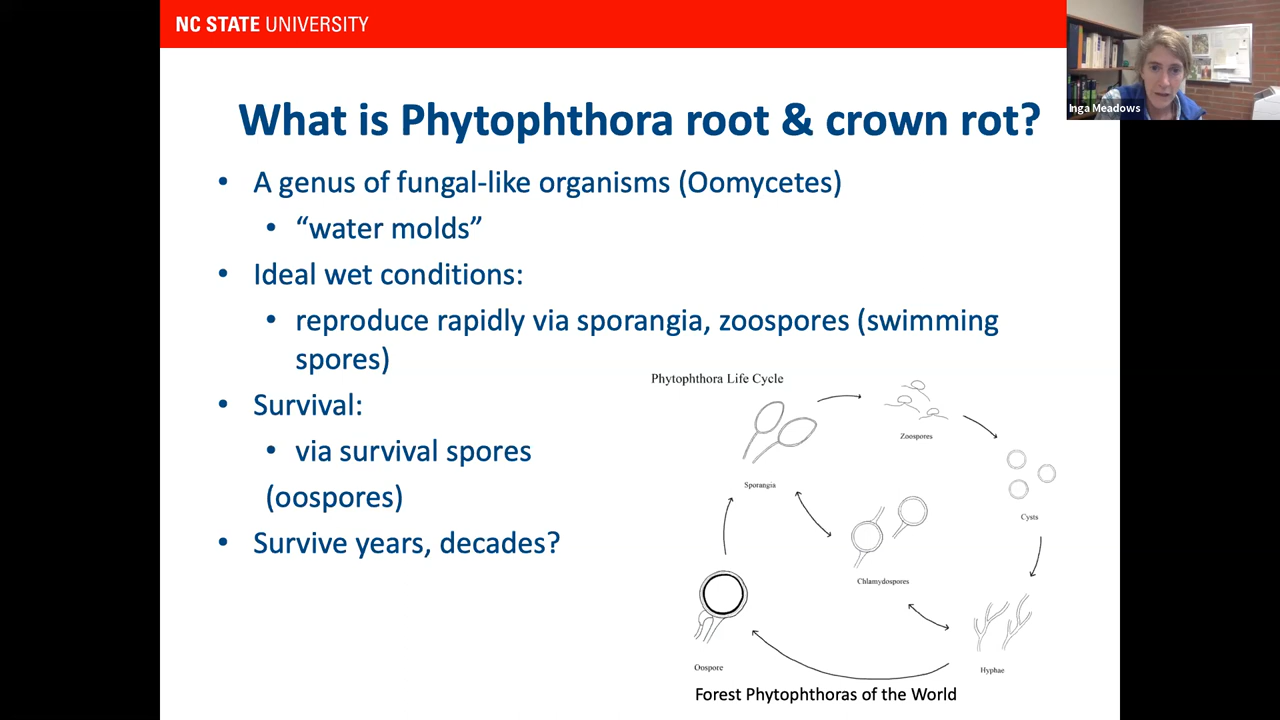 NC STATE UNIVERSITY
Inga Meadows
What is Phytophthora root & crown rot?
• A genus of fungal-like organisms (Oomycetes)
• “water molds”
• Ideal wet conditions:
• reproduce rapidly via sporangia, zoospores (swimming
spores)
• Survival:
• via survival spores
(oospores)
• Survive years, decades?
Phytophthora Life Cycle
Zoospores
Sporangia
Cysts
Chlamydospores
Oospore
Hyphae
Forest Phytophthoras of the World